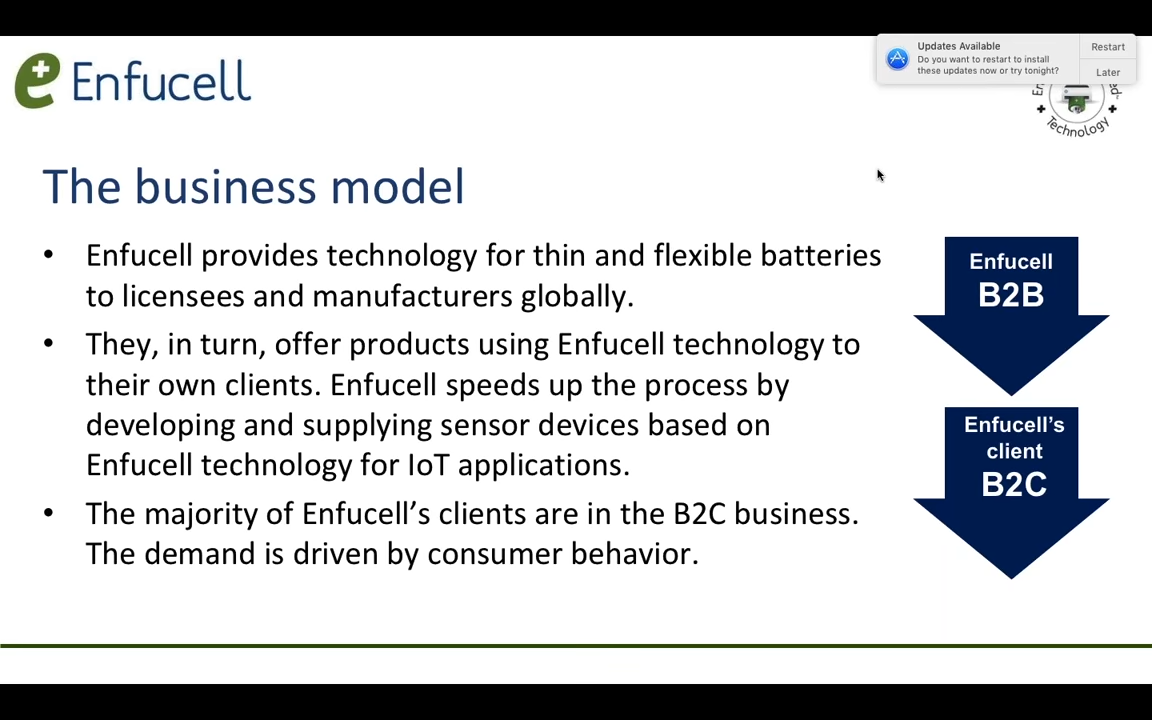 Enfucell
Updates Available
Do you want to restart to install
these updates now or try tonight?
Restart
Later
Technology
The business model
• Enfucell provides technology for thin and flexible batteries
to licensees and manufacturers globally.
• They, in turn, offer products using Enfucell technology to
their own clients. Enfucell speeds up the process by
developing and supplying sensor devices based on
Enfucell technology for IoT applications.
• The majority of Enfucell’s clients are in the B2C business.
The demand is driven by consumer behavior.
Enfucell
B2B
Enfucell’s
client
B2C